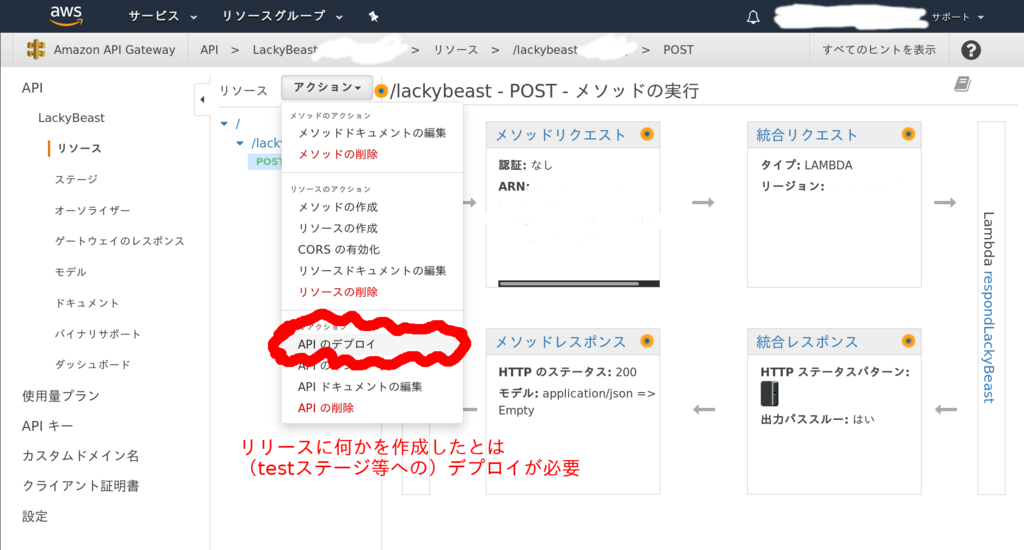 aws
サービス
リソースグループ
サポート
Amazon API Gateway
API > LackyBeast > リソース > /lackybeast > POST
すべてのヒントを表示
?
API
LackyBeast
リソース
ステージ
オーソライザー
ゲートウェイのレスポンス
モデル
ドキュメント
バイナリサポート
ダッシュボード
使用量プラン
API キー
カスタムドメイン名
クライアント証明書
設定
リソース
アクション
/
/lack
POST
メソッドのアクション
メソッドドキュメントの編集
メソッドの削除
リソースのアクション
メソッドの作成
リソースの作成
CORS の有効化
リソースドキュメントの編集
リソースの削除
アクション
API のデプロイ
API ドキュメントの編集
API の削除
/lackybeast - POST - メソッドの実行
メソッドリクエスト
認証: なし
ARN:
統合リクエスト
タイプ: LAMBDA
リージョン:
Lambda respondLackyBeast
メソッドレスポンス
HTTP のステータス: 200
モデル: application/json =>
Empty
統合レスポンス
HTTP ステータスパターン:
出力パススルー: はい
リリースに何かを作成したとは
（testステージ等への）デプロイが必要